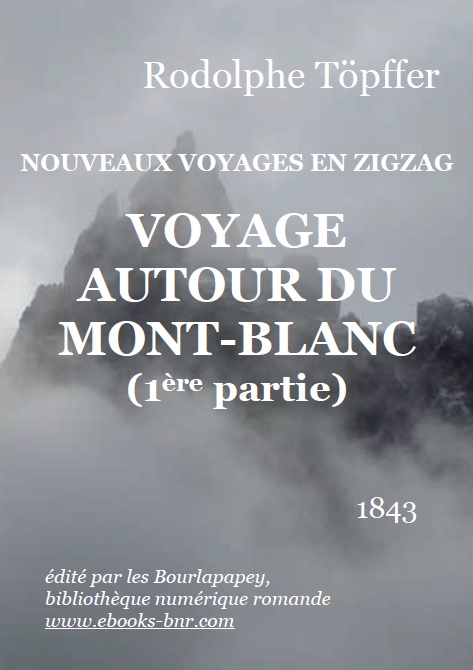 Rodolphe Töpffer
NOUVEAUX VOYAGES EN ZIGZAG
VOYAGE
AUTOUR DU
MONT-BLANC
(1ère partie)
1843
édité par les Bourlapapey,
bibliothèque numérique romande
www.ebooks-bnr.com